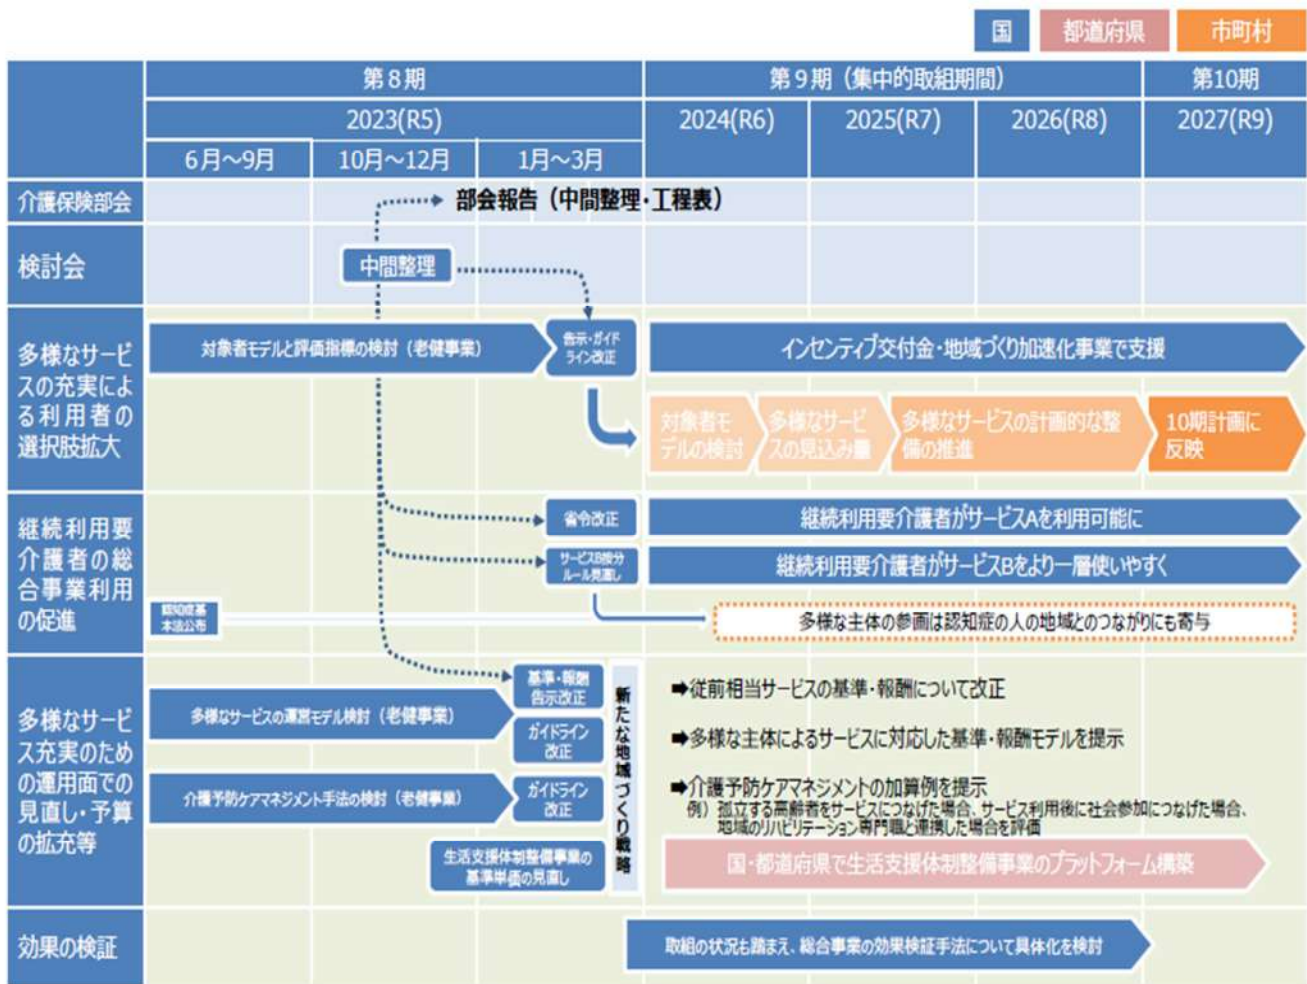 国
都道府県
市町村
第8期
第9期（集中的取組期間）
第10期
2023(R5)
2024(R6)
2025(R7)
2026(R8)
2027(R9)
6月～9月
10月～12月
1月～3月
介護保険部会
部会報告（中間整理・工程表）
検討会
中間整理
多様なサービ
スの充実によ
る利用者の
選択肢拡大
対象者モデルと評価指標の検討（老健事業）
告示・ガイド
ライン改正
インセンティブ交付金・地域づくり加速化事業で支援
対象者モ
デルの検討
多様なサービ
スの見込み量
多様なサービスの計画的な整
備の推進
10期計画に
反映
継続利用要
介護者の総
合事業利用
の促進
省令改正
継続利用要介護者がサービスAを利用可能に
サービスB按分
ルール見直し
継続利用要介護者がサービスBをより一層使いやすく
認知症基
本法公布
多様な主体の参画は認知症の人の地域とのつながりにも寄与
多様なサービ
ス充実のため
の運用面での
見直し・予算
の拡充等
多様なサービスの運営モデル検討（老健事業）
基準・報酬
告示改正
ガイドライン
改正
介護予防ケアマネジメント手法の検討（老健事業）
ガイドライン
改正
生活支援体制整備事業の
基準単価の見直し
新たな地域づくり戦略
➡従前相当サービスの基準・報酬について改正
➡多様な主体によるサービスに対応した基準・報酬モデルを提示
➡介護予防ケアマネジメントの加算例を提示
例）孤立する高齢者をサービスにつなげた場合、サービス利用後に社会参加につなげた場合、
地域のリハビリテーション専門職と連携した場合を評価
国・都道府県で生活支援体制整備事業のプラットフォーム構築
効果の検証
取組の状況も踏まえ、総合事業の効果検証手法について具体化を検討